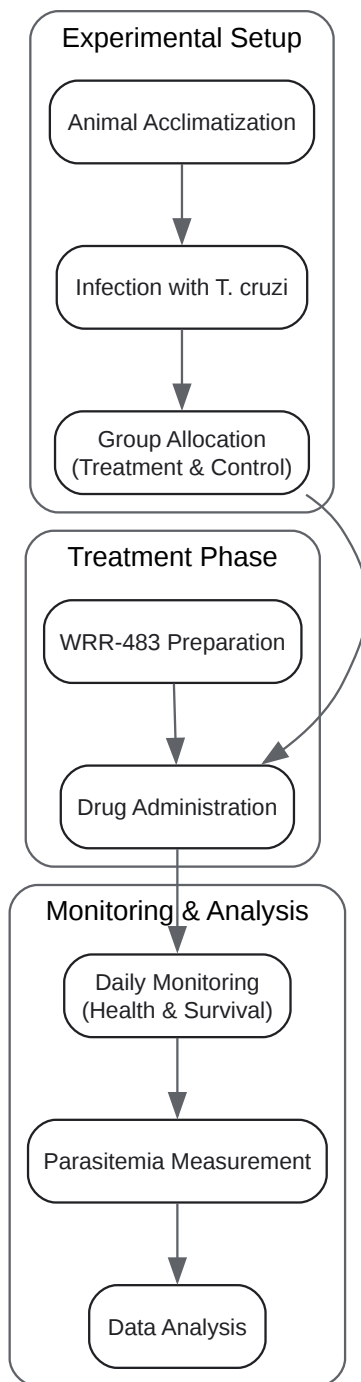 Experimental Setup
Animal Acclimatization
Infection with T. cruzi
Group Allocation
(Treatment & Control)
Treatment Phase
WRR-483 Preparation
Drug Administration
Monitoring & Analysis
Daily Monitoring
(Health & Survival)
Parasitemia Measurement
Data Analysis